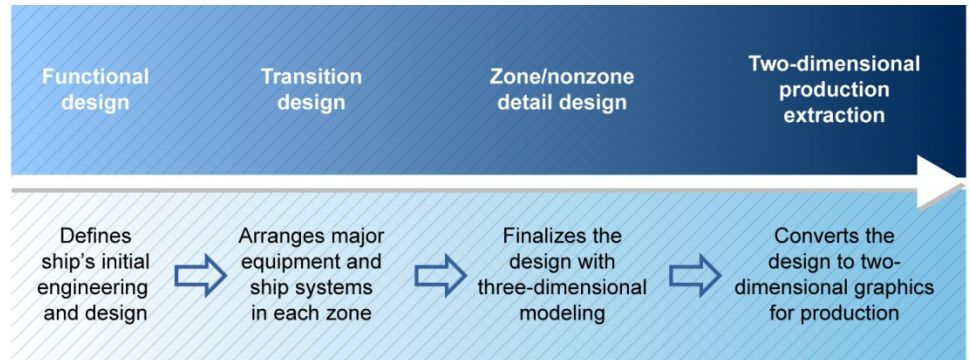 Functional
design
Transition
design
Zone/nonzone
detail design
Two-dimensional
production
extraction
Defines
ship's initial
engineering
and design
Arranges major
equipment and
ship systems
in each zone
Finalizes the
design with
three-dimensional
modeling
Converts the
design to two-
dimensional graphics
for production